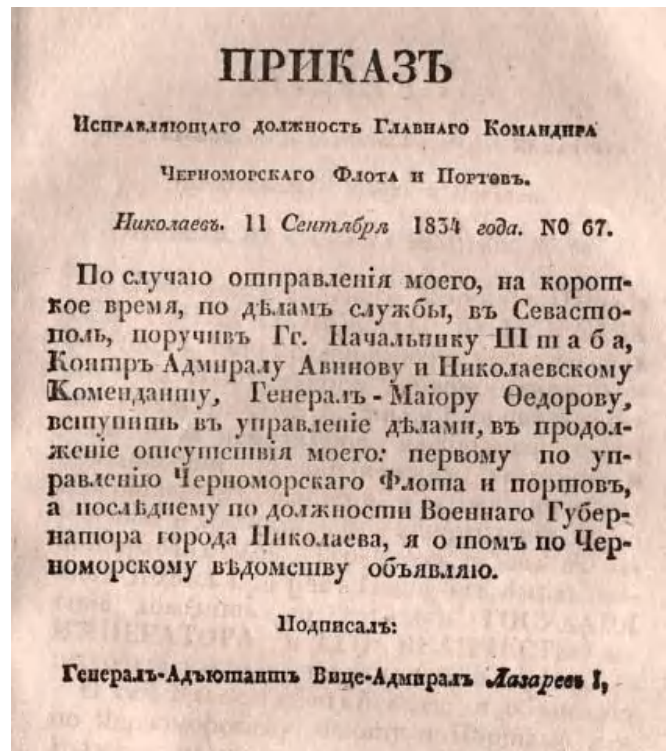 ПРИКАЗЪ
Исправляющаго должность Главнаго Командира
Черноморскаго Флота и Портовъ.
Николаевъ. 11 Сентября 1834 года. NO 67.
По случаю отправленія моего, на корот-
кое время, по дѣламъ службы, въ Севасто-
поль, поручивъ Гг. Начальнику Штаба,
Контръ Адмиралу Авинову и Николаевскому
Коменданту, Генералъ-Маіору Ѳедорову,
вступить въ управленіе дѣлами, въ продол-
женіе отсутствія моего: первому по уп-
равленію Черноморскаго Флота и портовъ,
а послѣднему по должности Военнаго Губер-
натора города Николаева, я о томъ по Чер-
номорскому вѣдомству объявляю.
Подписалъ:
Генералъ-Адъютантъ Вице-Адмиралъ Лазаревъ I,